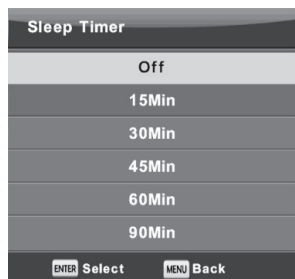 Sleep Timer
Off
15Min
30Min
45Min
60Min
90Min
ENTER Select MENU Back